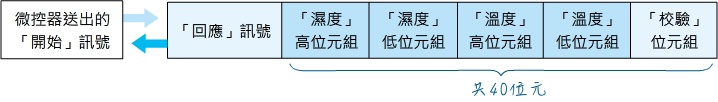 微控器送出的
「開始」訊號
「回應」訊號
「濕度」
高位元組
「濕度」
低位元組
「溫度」
高位元組
「溫度」
低位元組
「校驗」
位元組
共40位元